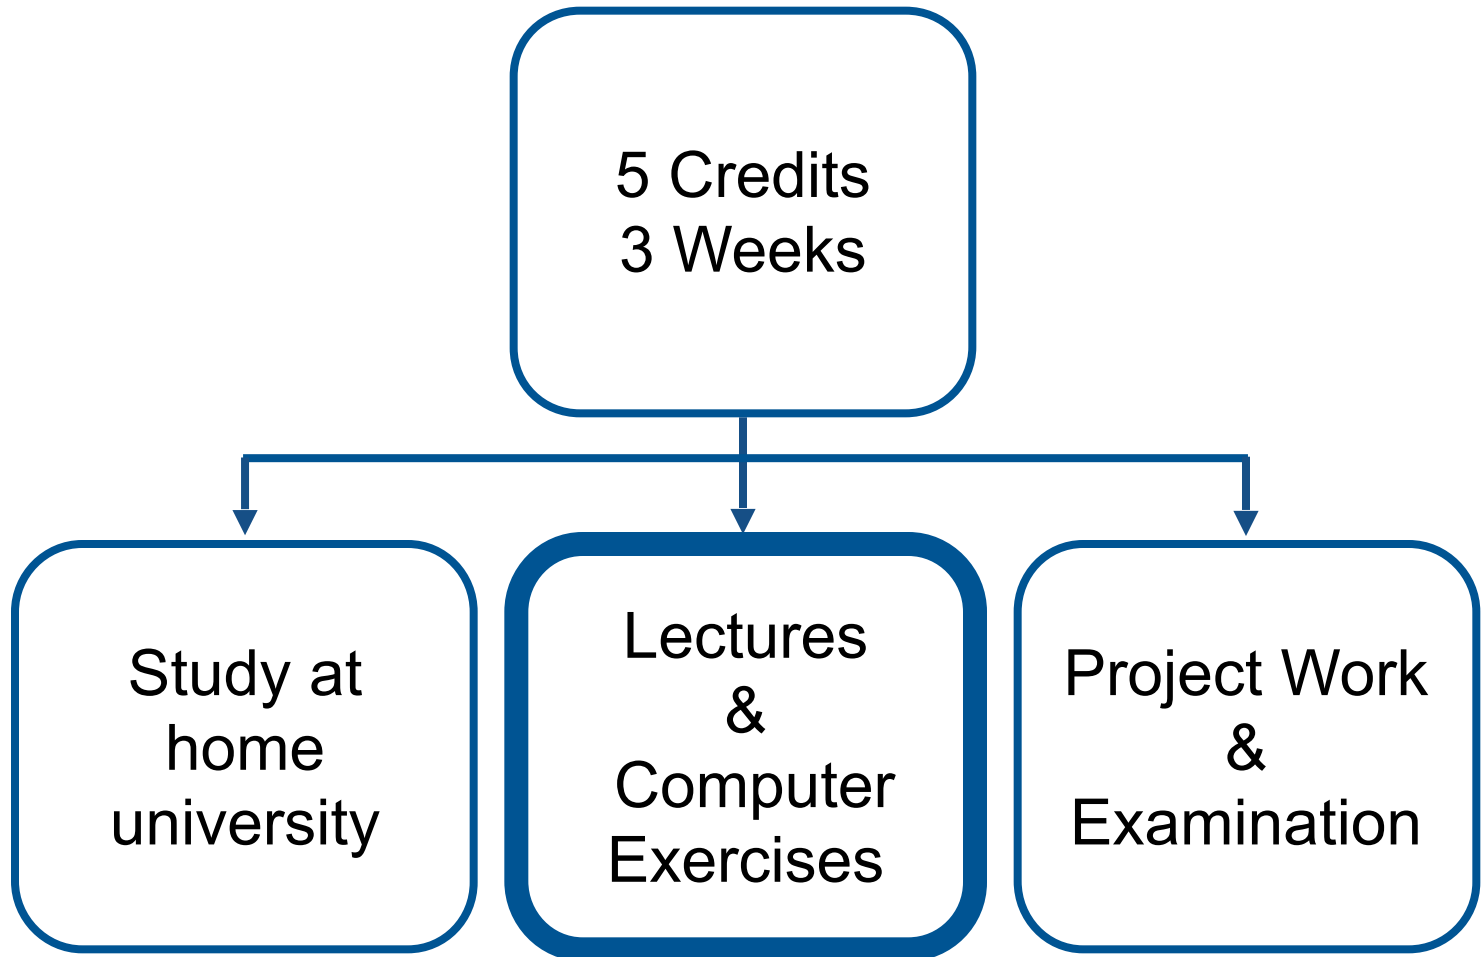 5 Credits
3 Weeks
Study at
home
university
Lectures
&
Computer
Exercises
Project Work
&
Examination